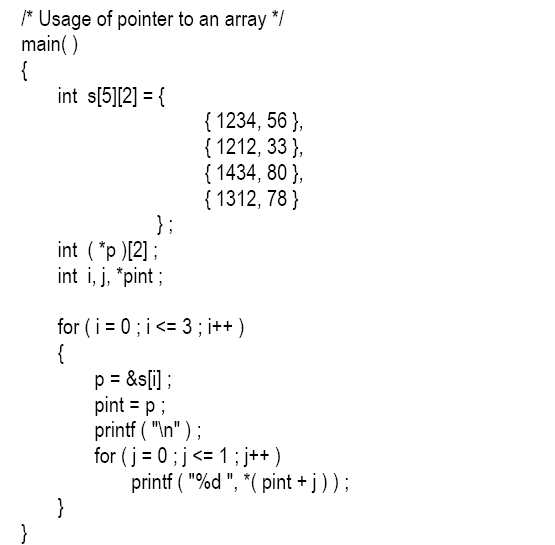 /* Usage of pointer to an array */
main( )
{
int s[5][2] = {
{ 1234, 56 },
{ 1212, 33 },
{ 1434, 80 },
{ 1312, 78 }
} ;
int ( *p )[2] ;
int i, j, *pint ;
for ( i = 0 ; i <= 3 ; i++ )
{
p = &s[i] ;
pint = p ;
printf ( "\n" ) ;
for ( j = 0 ; j <= 1 ; j++ )
printf ( "%d ", *( pint + j ) ) ;
}
}